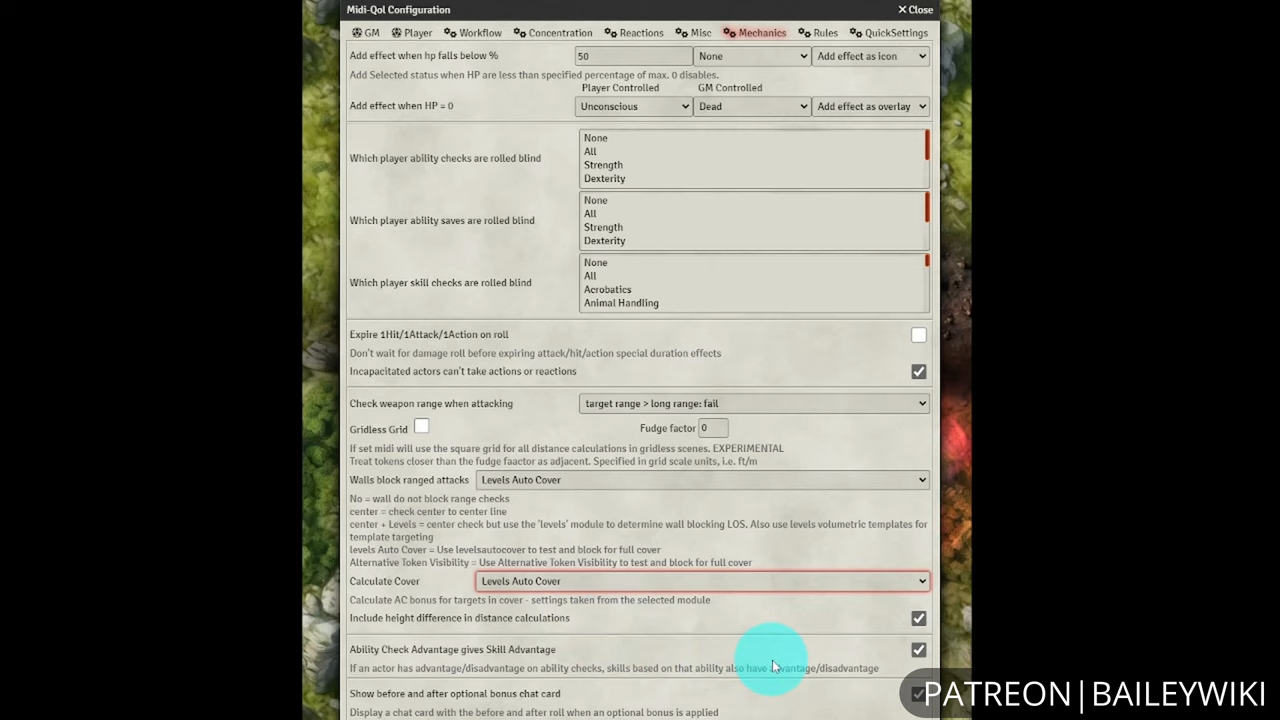 Midi-Qol Configuration
Close
GM Player Workflow Concentration Reactions Misc Mechanics Rules QuickSettings
Add effect when hp falls below % 50 None Add effect as icon
Add Selected status when HP are less than specified percentage of max. 0 disables.
Player Controlled GM Controlled
Add effect when HP = 0 Unconscious Dead Add effect as overlay
Which player ability checks are rolled blind
None
All
Strength
Dexterity
Which player ability saves are rolled blind
None
All
Strength
Dexterity
Which player skill checks are rolled blind
None
All
Acrobatics
Animal Handling
Expire 1Hit/1Attack/1Action on roll
Don't wait for damage roll before expiring attack/hit/action special duration effects
Incapacitated actors can't take actions or reactions
Check weapon range when attacking target range > long range: fail
Gridless Grid Fudge factor 0
If set midi will use the square grid for all distance calculations in gridless scenes. EXPERIMENTAL
Treat tokens closer than the fudge faactor as adjacent. Specified in grid scale units, i.e. ft/m
Walls block ranged attacks Levels Auto Cover
No = wall do not block range checks
center = check center to center line
center + Levels = center check but use the 'levels' module to determine wall blocking LOS. Also use levels volumetric templates for
template targeting
levels Auto Cover = Use levelsautocover to test and block for full cover
Alternative Token Visibility = Use Alternative Token Visibility to test and block for full cover
Calculate Cover Levels Auto Cover
Calculate AC bonus for targets in cover - settings taken from the selected module
Include height difference in distance calculations
Ability Check Advantage gives Skill Advantage
If an actor has advantage/disadvantage on ability checks, skills based on that ability also have advantage/disadvantage
Show before and after optional bonus chat card
Display a chat card with the before and after roll when an optional bonus is applied
PATREON|BAILEYWIKI